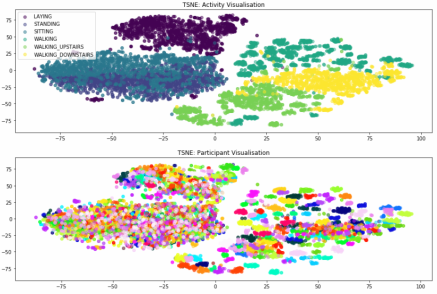 TSNE: Activity Visualisation
LAYING
STANDING
SITTING
WALKING
WALKING_UPSTAIRS
WALKING_DOWNSTAIRS
75
50
25
0
-25
-50
-75
-75 -50 -25 0 25 50 75 100
TSNE: Participant Visualisation
75
50
25
0
-25
-50
-75
-75 -50 -25 0 25 50 75 100